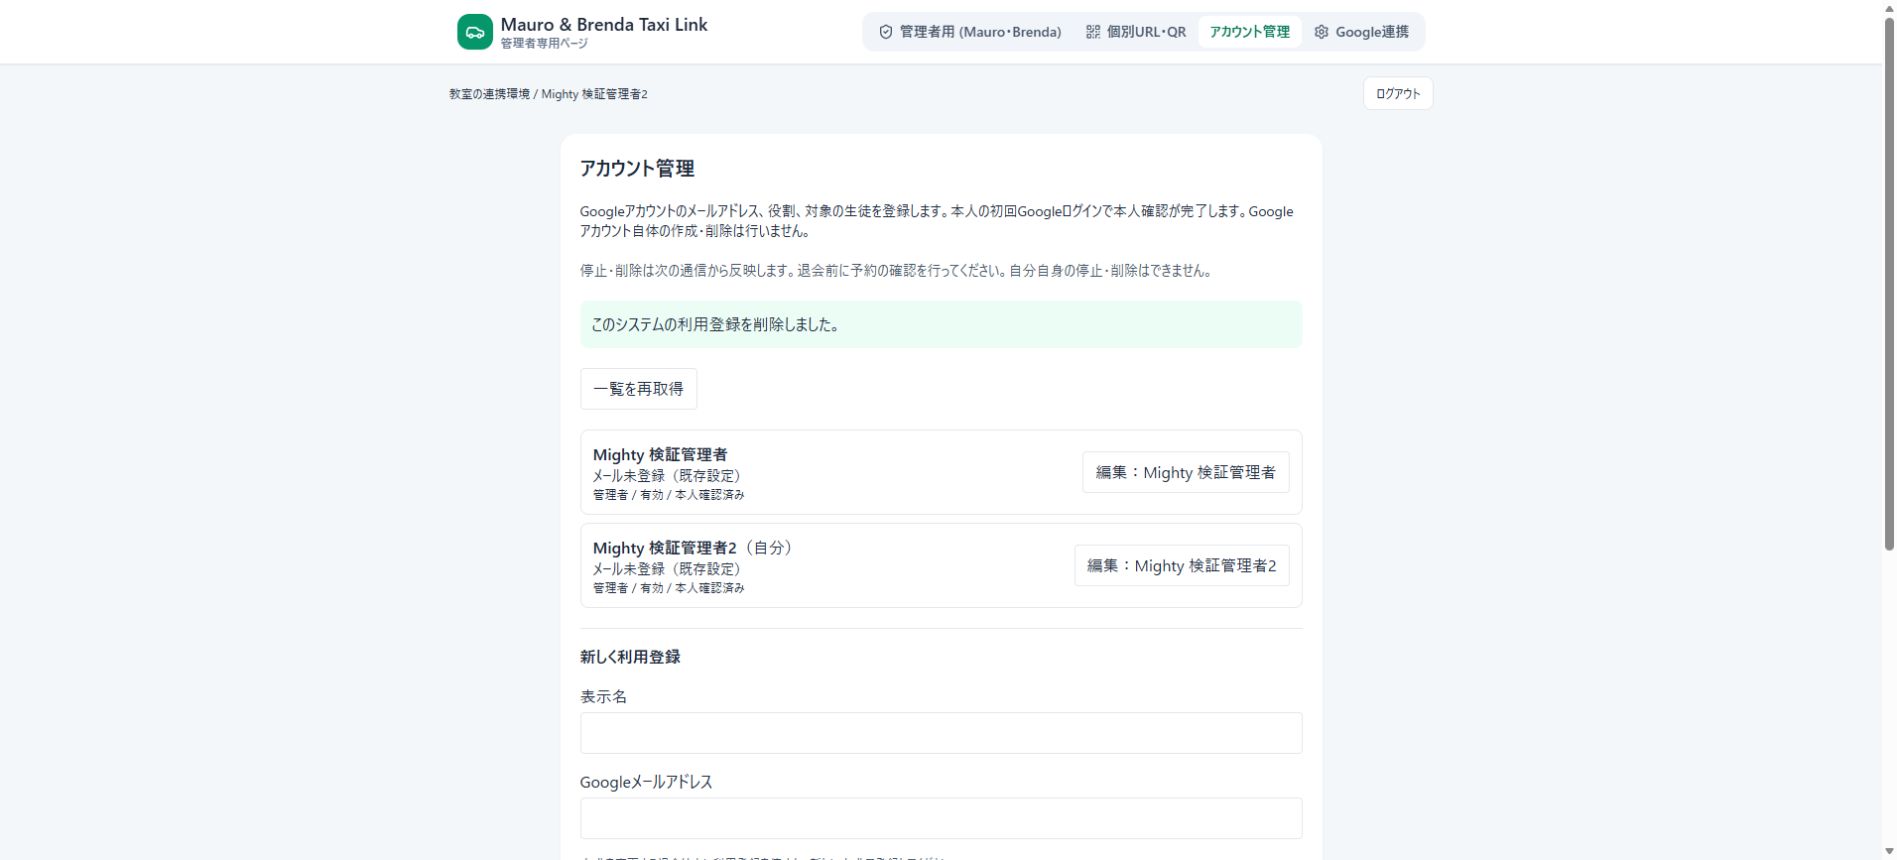 Mauro & Brenda Taxi Link
管理者専用ページ
管理者用 (Mauro・Brenda)
個別URL・QR
アカウント管理
Google連携
教室の連携環境 / Mighty 検証管理者2
ログアウト
アカウント管理
Googleアカウントのメールアドレス、役割、対象の生徒を登録します。本人の初回Googleログインで本人確認が完了します。Google
アカウント自体の作成・削除は行いません。
停止・削除は次の通信から反映します。退会前に予約の確認を行ってください。自分自身の停止・削除はできません。
このシステムの利用登録を削除しました。
一覧を再取得
Mighty 検証管理者
メール未登録（既存設定）
管理者 / 有効 / 本人確認済み
編集：Mighty 検証管理者
Mighty 検証管理者2（自分）
メール未登録（既存設定）
管理者 / 有効 / 本人確認済み
編集：Mighty 検証管理者2
新しく利用登録
表示名
Googleメールアドレス